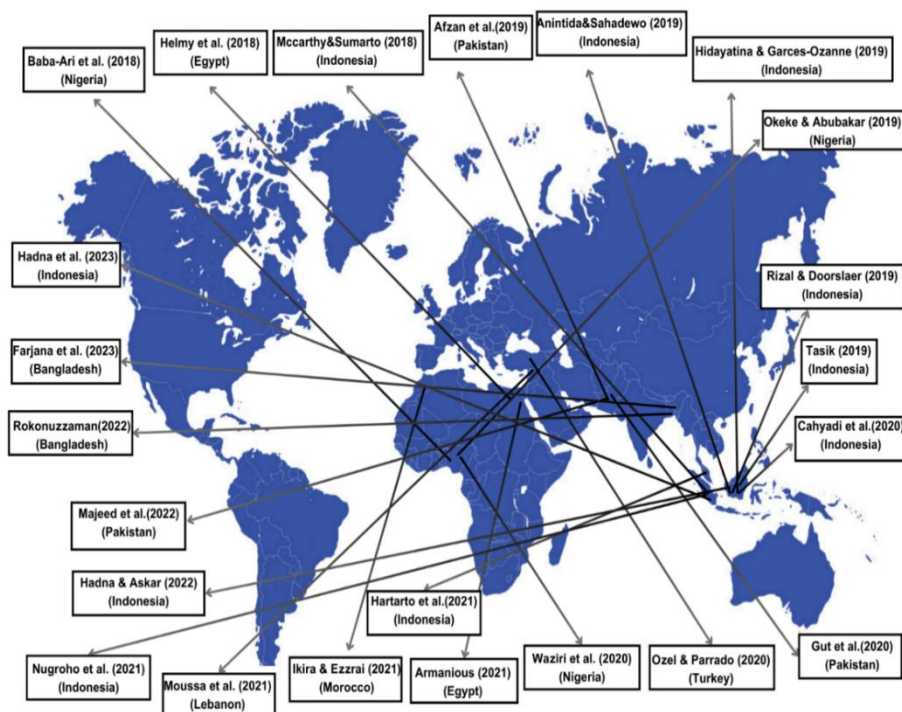 Baba-Ari et al. (2018)
(Nigeria)
Helmy et al. (2018)
(Egypt)
Mccarthy&Sumarto (2018)
(Indonesia)
Afzan et al.(2019)
(Pakistan)
Anintida&Sahadewo (2019)
(Indonesia)
Hidayatina & Garces-Ozanne (2019)
(Indonesia)
Okeke & Abubakar (2019)
(Nigeria)
Hadna et al. (2023)
(Indonesia)
Rizal & Doorslaer (2019)
(Indonesia)
Farjana et al. (2023)
(Bangladesh)
Tasik (2019)
(Indonesia)
Rokonuzzaman(2022)
(Bangladesh)
Cahyadi et al.(2020)
(Indonesia)
Majeed et al.(2022)
(Pakistan)
Hadna & Askar (2022)
(Indonesia)
Hartarto et al.(2021)
(Indonesia)
Nugroho et al. (2021)
(Indonesia)
Moussa et al. (2021)
(Lebanon)
Ikira & Ezzrai (2021)
(Morocco)
Armanious (2021)
(Egypt)
Waziri et al. (2020)
(Nigeria)
Ozel & Parrado (2020)
(Turkey)
Gut et al.(2020)
(Pakistan)